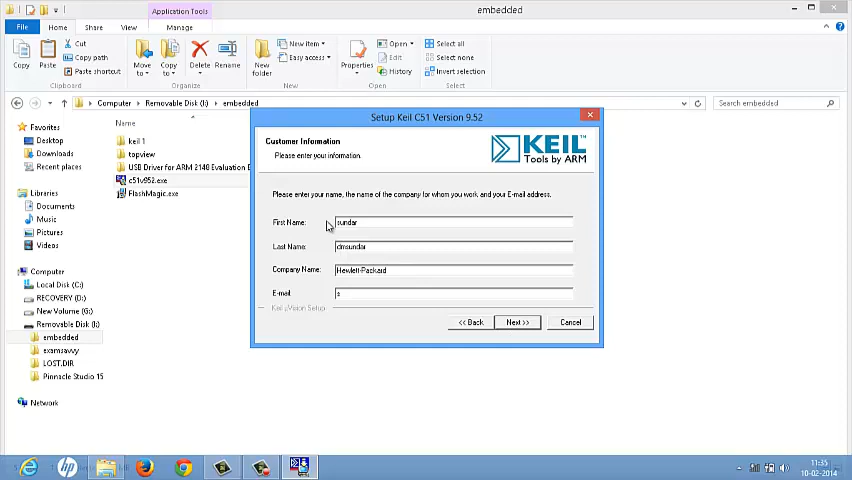 Application Tools
embedded
File
Home
Share
View
Manage
Copy
Paste
Cut
Copy path
Paste shortcut
Clipboard
Move to
Copy to
Delete
Rename
Organize
New folder
New item
Easy access
New
Properties
Open
Edit
History
Open
Select all
Select none
Invert selection
Select
Computer
Removable Disk (I:)
embedded
Search embedded
Favorites
Desktop
Downloads
Recent places
Libraries
Documents
Music
Pictures
Videos
Computer
Local Disk (C:)
RECOVERY (D:)
New Volume (G:)
Removable Disk (I:)
embedded
examsavvy
LOST.DIR
Pinnacle Studio 15
Network
Name
keil 1
topview
USB Driver for ARM 2148 Evaluation
c51v952.exe
FlashMagic.exe
Setup Keil C51 Version 9.52
Customer Information
Please enter your information.
KEIL
Tools by ARM
Please enter your name, the name of the company for whom you work and your E-mail address.
First Name:
sundar
Last Name:
dmsundar
Company Name:
Hewlett-Packard
E-mail:
Keil µVision Setup
<< Back
Next >>
Cancel
hp
11:35
10-02-2014